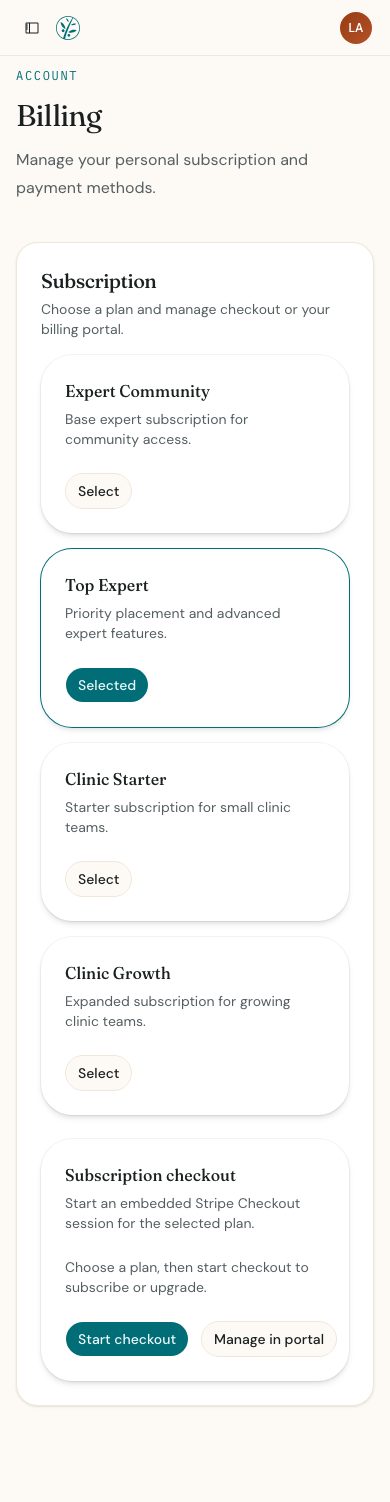 LA
ACCOUNT
Billing
Manage your personal subscription and
payment methods.
Subscription
Choose a plan and manage checkout or your
billing portal.
Expert Community
Base expert subscription for
community access.
Select
Top Expert
Priority placement and advanced
expert features.
Selected
Clinic Starter
Starter subscription for small clinic
teams.
Select
Clinic Growth
Expanded subscription for growing
clinic teams.
Select
Subscription checkout
Start an embedded Stripe Checkout
session for the selected plan.
Choose a plan, then start checkout to
subscribe or upgrade.
Start checkout Manage in portal